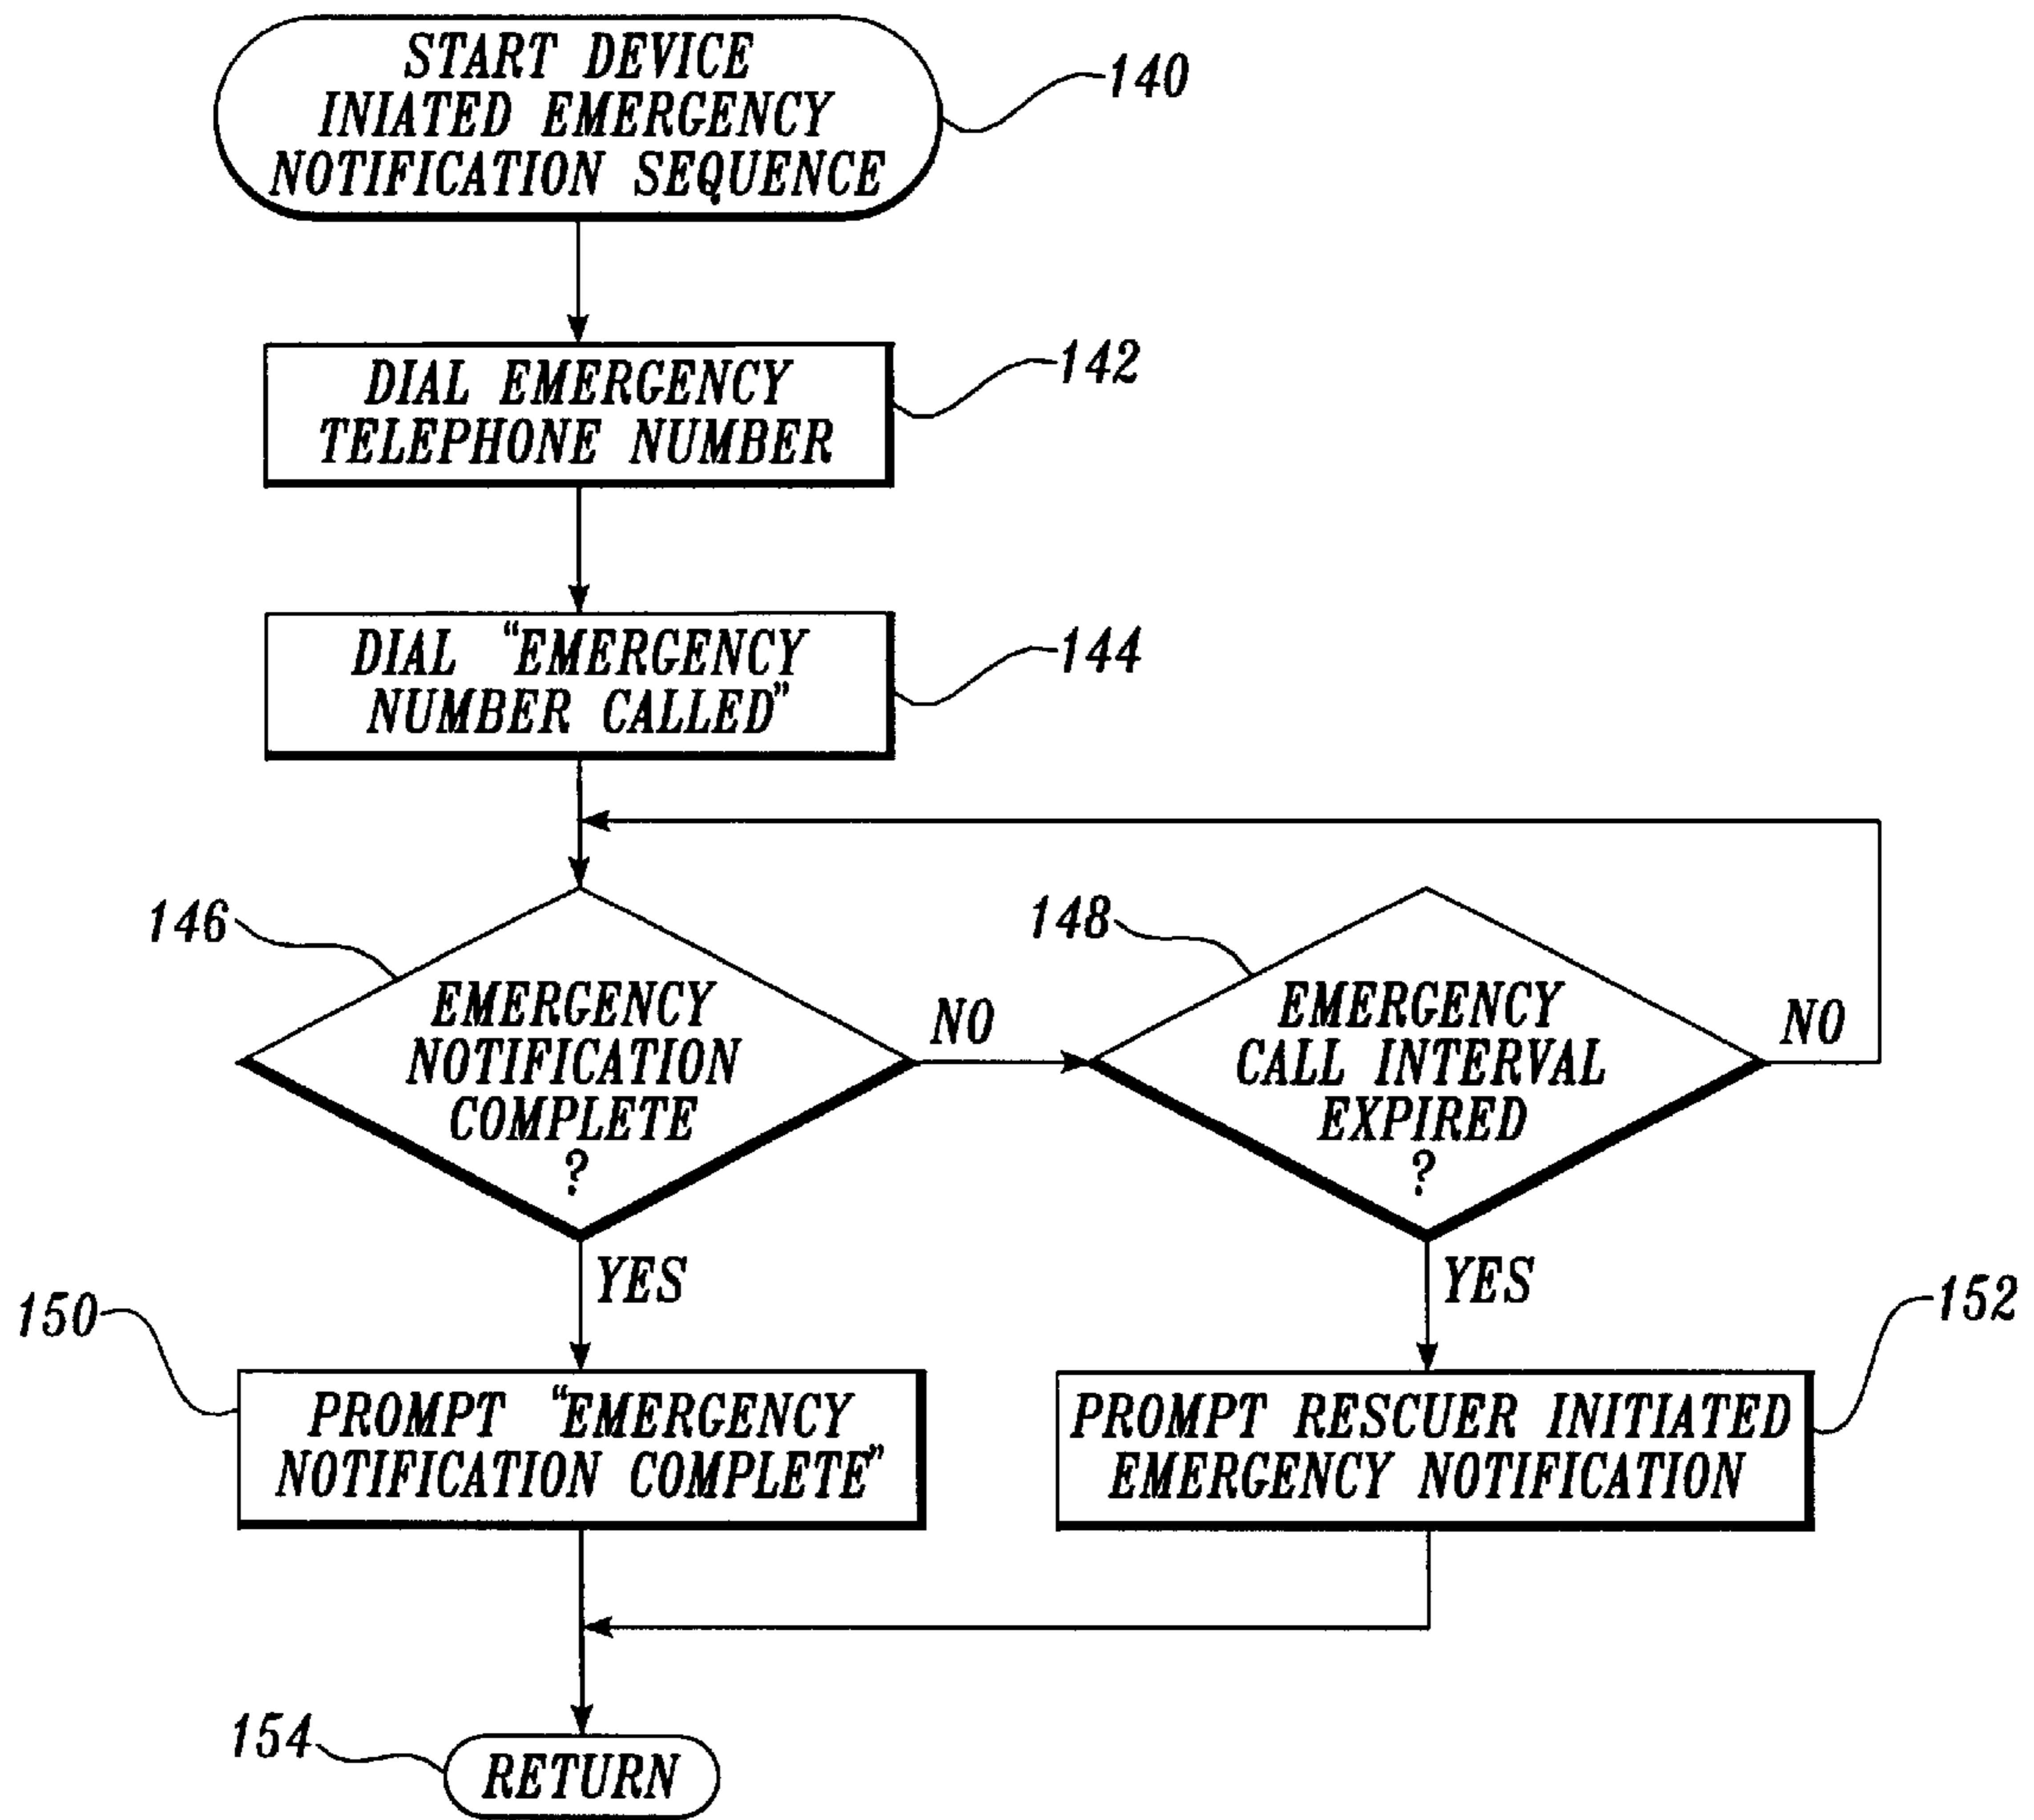 START DEVICE
INIATED EMERGENCY
NOTIFICATION SEQUENCE
140
DIAL EMERGENCY
TELEPHONE NUMBER
142
DIAL “EMERGENCY
NUMBER CALLED”
144
146
EMERGENCY
NOTIFICATION
COMPLETE
?
NO
148
EMERGENCY
CALL INTERVAL
EXPIRED
?
NO
YES
YES
150
PROMPT “EMERGENCY
NOTIFICATION COMPLETE”
PROMPT RESCUER INITIATED
EMERGENCY NOTIFICATION
152
154
RETURN